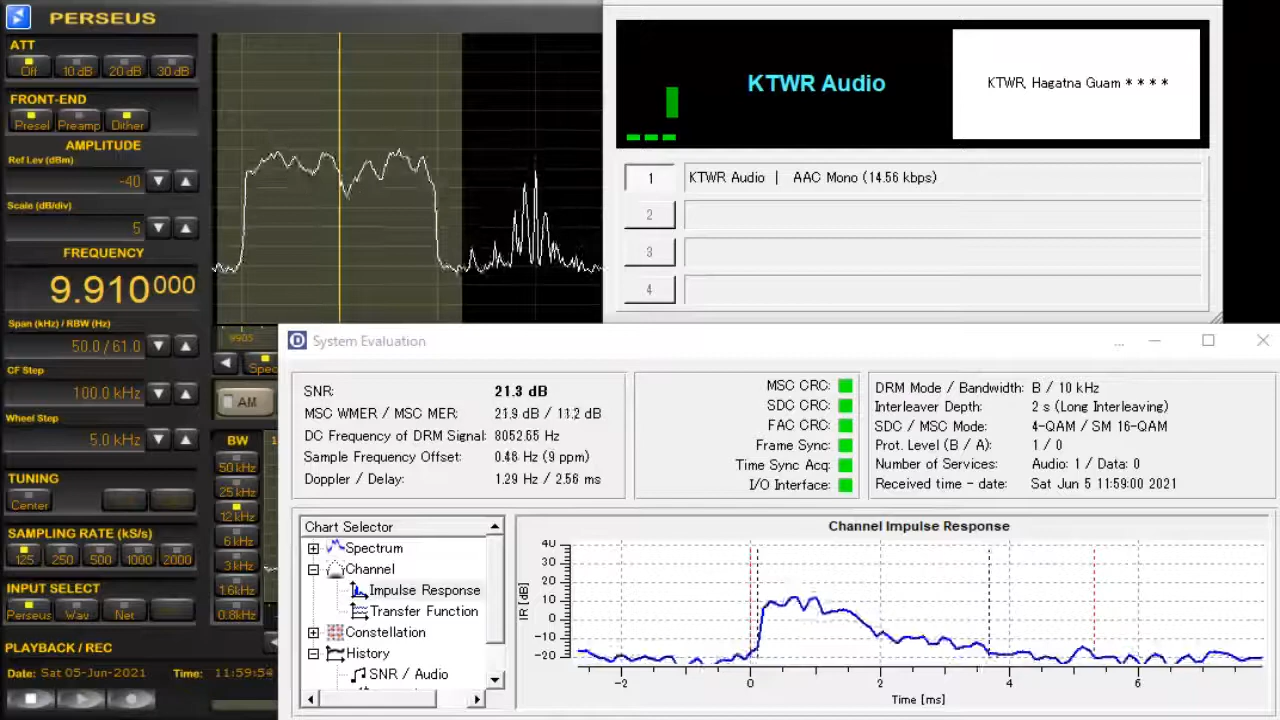 PERSEUS
ATT
Off 10 dB 20 dB 30 dB
FRONT-END
Presel Preamp Dither
AMPLITUDE
Ref Lev (dBm)
-40
Scale (dB/div)
5
FREQUENCY
9.910000
Span (kHz) / RBW (Hz)
50.0 / 61.0
CF Step
100.0 kHz
Wheel Step
5.0 kHz
TUNING
Center
SAMPLING RATE (kS/s)
125 250 500 1000 2000
INPUT SELECT
Perseus Wav Net
PLAYBACK / REC
Date: Sat 05-Jun-2021 Time: 11:59:54
9905
Spec
AM
BW
50 kHz
25 kHz
12 kHz
6 kHz
3 kHz
1.6kHz
0.8kHz
KTWR Audio
KTWR, Hagatna Guam * * * *
1 KTWR Audio | AAC Mono (14.56 kbps)
2
3
4
System Evaluation
SNR: 21.3 dB
MSC WMER / MSC MER: 21.9 dB / 11.2 dB
DC Frequency of DRM Signal: 8052.65 Hz
Sample Frequency Offset: 0.46 Hz (9 ppm)
Doppler / Delay: 1.29 Hz / 2.56 ms
MSC CRC:
SDC CRC:
FAC CRC:
Frame Sync:
Time Sync Acq:
I/O Interface:
DRM Mode / Bandwidth: B / 10 kHz
Interleaver Depth: 2 s (Long Interleaving)
SDC / MSC Mode: 4-QAM / SM 16-QAM
Prot. Level (B / A): 1 / 0
Number of Services: Audio: 1 / Data: 0
Received time - date: Sat Jun 5 11:59:00 2021
Chart Selector
Spectrum
Channel
Impulse Response
Transfer Function
Constellation
History
SNR / Audio
Channel Impulse Response
IR [dB]
40
30
20
10
0
-10
-20
-2 0 2 4 6
Time [ms]